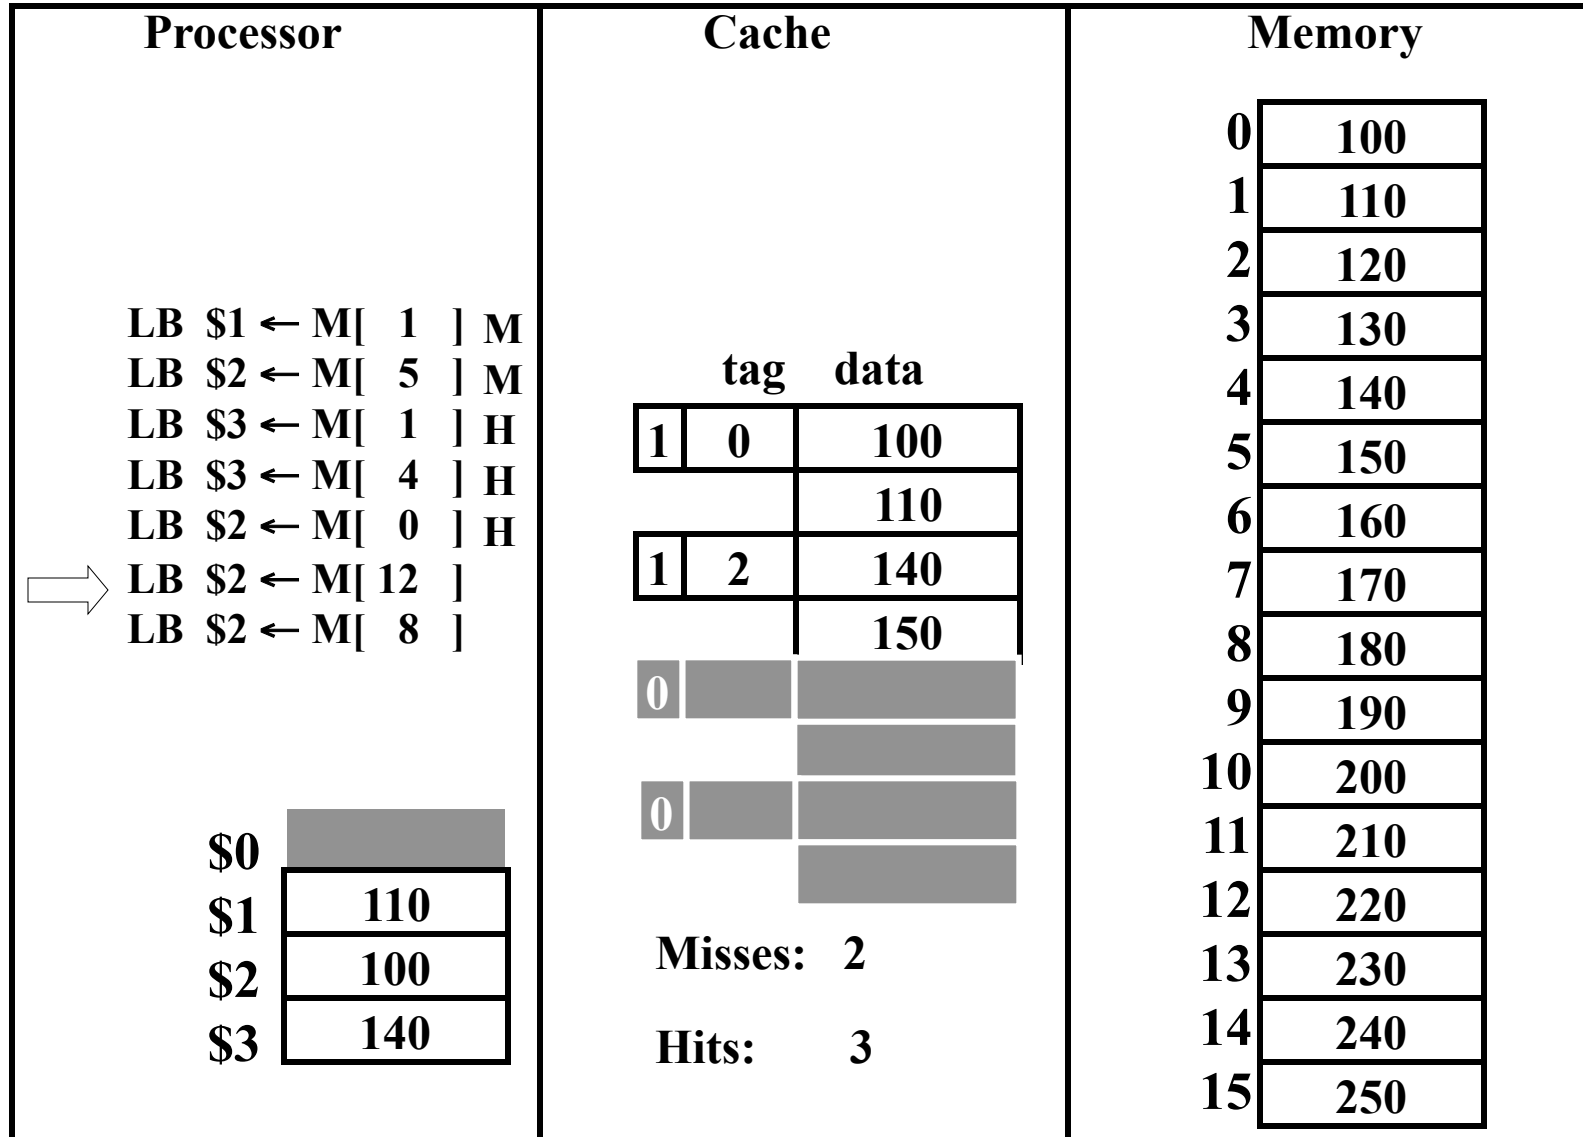 Processor
LB $1 ← M[ 1 ] M
LB $2 ← M[ 5 ] M
LB $3 ← M[ 1 ] H
LB $3 ← M[ 4 ] H
LB $2 ← M[ 0 ] H
LB $2 ← M[ 12 ]
LB $2 ← M[ 8 ]
$0
$1 110
$2 100
$3 140
Cache
tag data
1 0 100
110
1 2 140
150
0
0
Misses: 2
Hits: 3
Memory
0 100
1 110
2 120
3 130
4 140
5 150
6 160
7 170
8 180
9 190
10 200
11 210
12 220
13 230
14 240
15 250